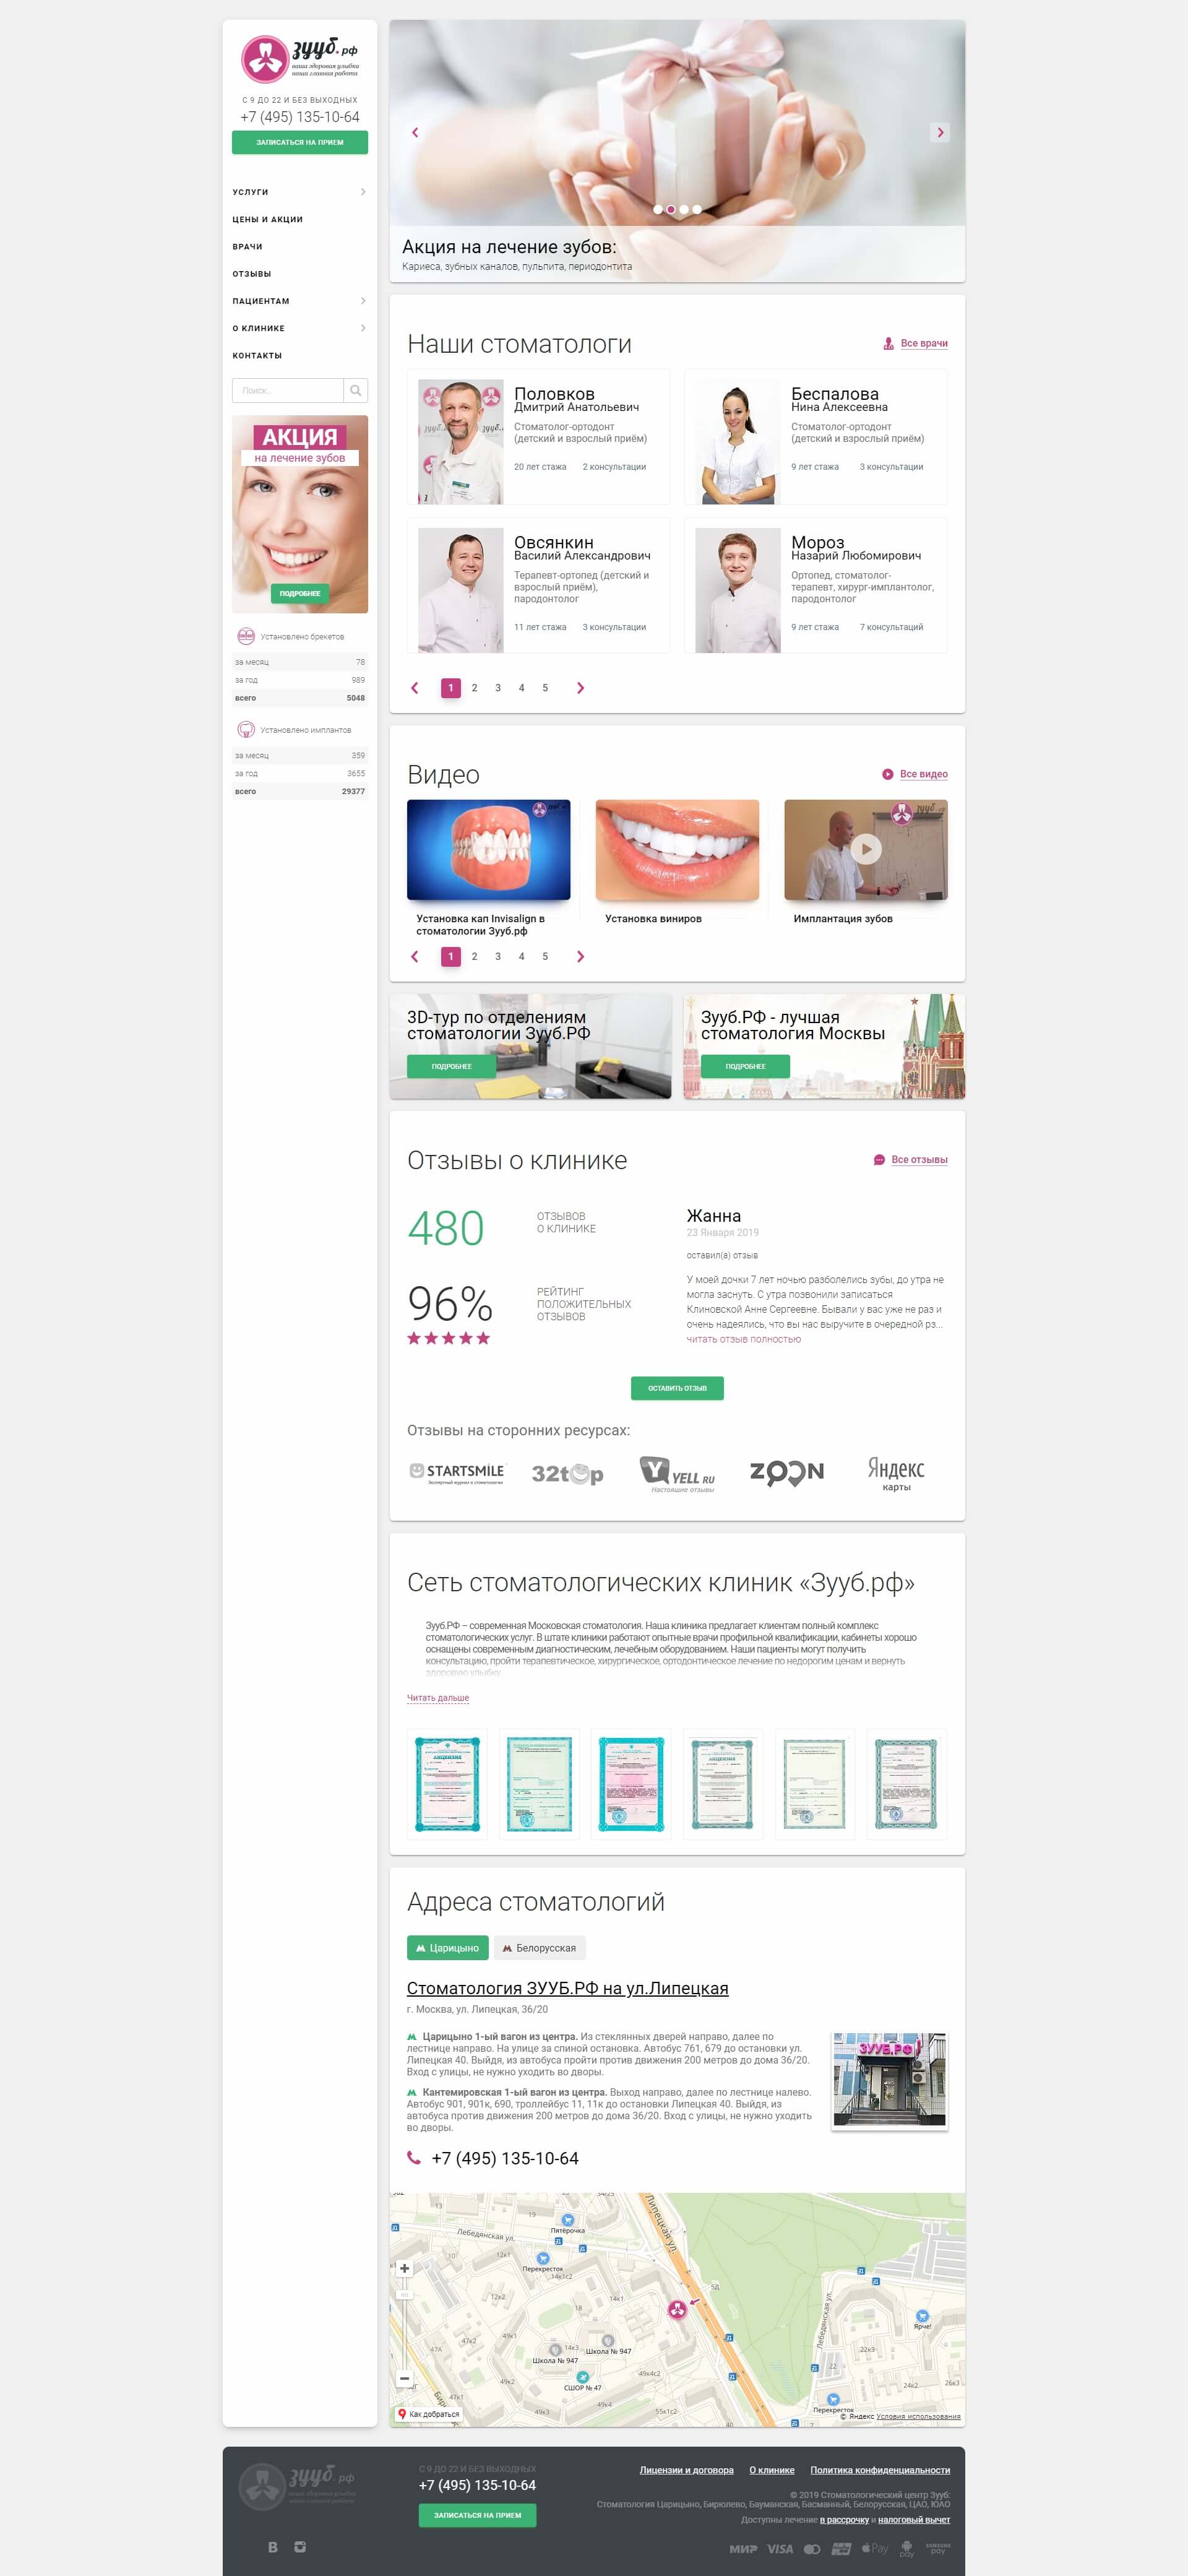 зууб.рф
ваша здоровая улыбка
наша главная работа
С 9 ДО 22 И БЕЗ ВЫХОДНЫХ
+7 (495) 135-10-64
ЗАПИСАТЬСЯ НА ПРИЕМ
УСЛУГИ
ЦЕНЫ И АКЦИИ
ВРАЧИ
ОТЗЫВЫ
ПАЦИЕНТАМ
О КЛИНИКЕ
КОНТАКТЫ
Поиск...
АКЦИЯ
на лечение зубов
ПОДРОБНЕЕ
Установлено брекетов
за месяц 78
за год 989
всего 5048
Установлено имплантов
за месяц 359
за год 3655
всего 29377
Акция на лечение зубов:
Кариеса, зубных каналов, пульпита, периодонтита
Наши стоматологи
Все врачи
Половков
Дмитрий Анатольевич
Стоматолог-ортодонт
(детский и взрослый приём)
20 лет стажа 2 консультации
Беспалова
Нина Алексеевна
Стоматолог-ортодонт
(детский и взрослый приём)
9 лет стажа 3 консультации
Овсянкин
Василий Александрович
Терапевт-ортопед (детский и
взрослый приём),
пародонтолог
11 лет стажа 3 консультации
Мороз
Назарий Любомирович
Ортопед, стоматолог-
терапевт, хирург-имплантолог,
пародонтолог
9 лет стажа 7 консультаций
1 2 3 4 5
Видео
Все видео
Установка кап Invisalign в
стоматологии Зууб.рф
Установка виниров
Имплантация зубов
1 2 3 4 5
3D-тур по отделениям
стоматологии Зууб.РФ
ПОДРОБНЕЕ
Зууб.РФ - лучшая
стоматология Москвы
ПОДРОБНЕЕ
Отзывы о клинике
Все отзывы
480
ОТЗЫВОВ
О КЛИНИКЕ
96%
РЕЙТИНГ
ПОЛОЖИТЕЛЬНЫХ
ОТЗЫВОВ
Жанна
23 Января 2019
оставил(а) отзыв
У моей дочки 7 лет ночью разболелись зубы, до утра не
могла заснуть. С утра позвонили записаться
Клиновской Анне Сергеевне. Бывали у вас уже не раз и
очень надеялись, что вы нас выручите в очередной рз...
читать отзыв полностью
ОСТАВИТЬ ОТЗЫВ
Отзывы на сторонних ресурсах:
STARTSMILE
Экспертный журнал о стоматологии
32top
YELL RU
Настоящие отзывы
ZOON
Яндекс
карты
Сеть стоматологических клиник «Зууб.рф»
Зууб.РФ – современная Московская стоматология. Наша клиника предлагает клиентам полный комплекс
стоматологических услуг. В штате клиники работают опытные врачи профильной квалификации, кабинеты хорошо
оснащены современным диагностическим, лечебным оборудованием. Наши пациенты могут получить
консультацию, пройти терапевтическое, хирургическое, ортодонтическое лечение по недорогим ценам и вернуть
здоровую улыбку
Читать дальше
Адреса стоматологий
Царицыно
Белорусская
Стоматология ЗУУБ.РФ на ул.Липецкая
г. Москва, ул. Липецкая, 36/20
Царицыно 1-ый вагон из центра. Из стеклянных дверей направо, далее по
лестнице направо. На улице за спиной остановка. Автобус 761, 679 до остановки ул.
Липецкая 40. Выйдя, из автобуса пройти против движения 200 метров до дома 36/20.
Вход с улицы, не нужно уходить во дворы.
Кантемировская 1-ый вагон из центра. Выход направо, далее по лестнице налево.
Автобус 901, 901к, 690, троллейбус 11, 11к до остановки Липецкая 40. Выйдя, из
автобуса против движения 200 метров до дома 36/20. Вход с улицы, не нужно уходить
во дворы.
ЗУУБ.РФ
+7 (495) 135-10-64
Липецкая ул.
Лебедянская ул.
Пятёрочка
Перекресток
Школа № 947
Школа № 947
СШОР № 47
Лебедянская ул.
Ярче!
Перекресток
Как добраться
© Яндекс Условия использования
зууб.рф
ваша здоровая улыбка
наша главная работа
С 9 ДО 22 И БЕЗ ВЫХОДНЫХ
+7 (495) 135-10-64
ЗАПИСАТЬСЯ НА ПРИЕМ
Лицензии и договора О клинике Политика конфиденциальности
© 2019 Стоматологический центр Зууб:
Стоматология Царицыно, Бирюлево, Бауманская, Басманный, Белорусская, ЦАО, ЮАО
Доступны лечение в рассрочку и налоговый вычет
МИР VISA Pay pay SAMSUNG pay